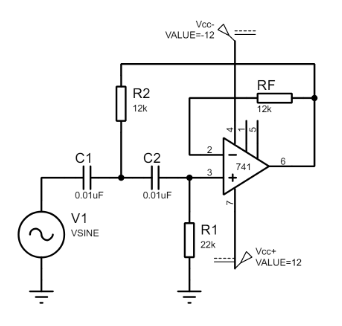 Vcc-
VALUE=-12
R2
12k
RF
12k
4
1
5
2
741
6
3
7
C1
0.01uF
C2
0.01uF
V1
VSINE
R1
22k
Vcc+
VALUE=12